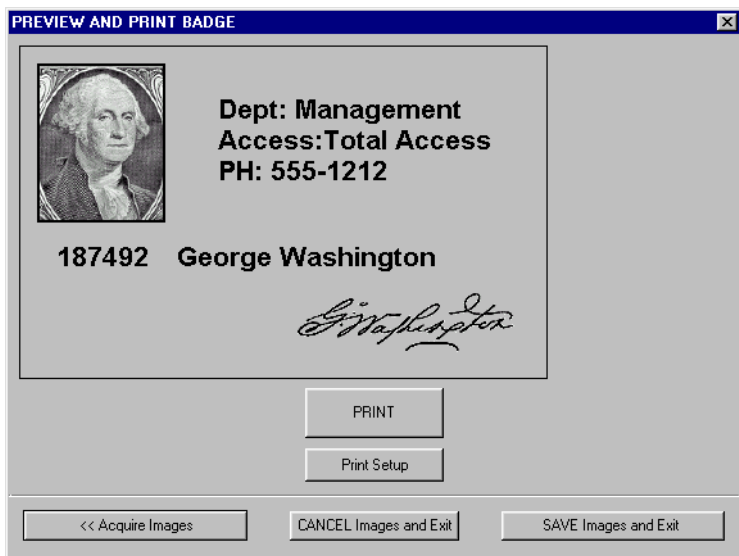 PREVIEW AND PRINT BADGE
Dept: Management
Access:Total Access
PH: 555-1212
187492 George Washington
G:Washington
PRINT
Print Setup
<< Acquire Images
CANCEL Images and Exit
SAVE Images and Exit